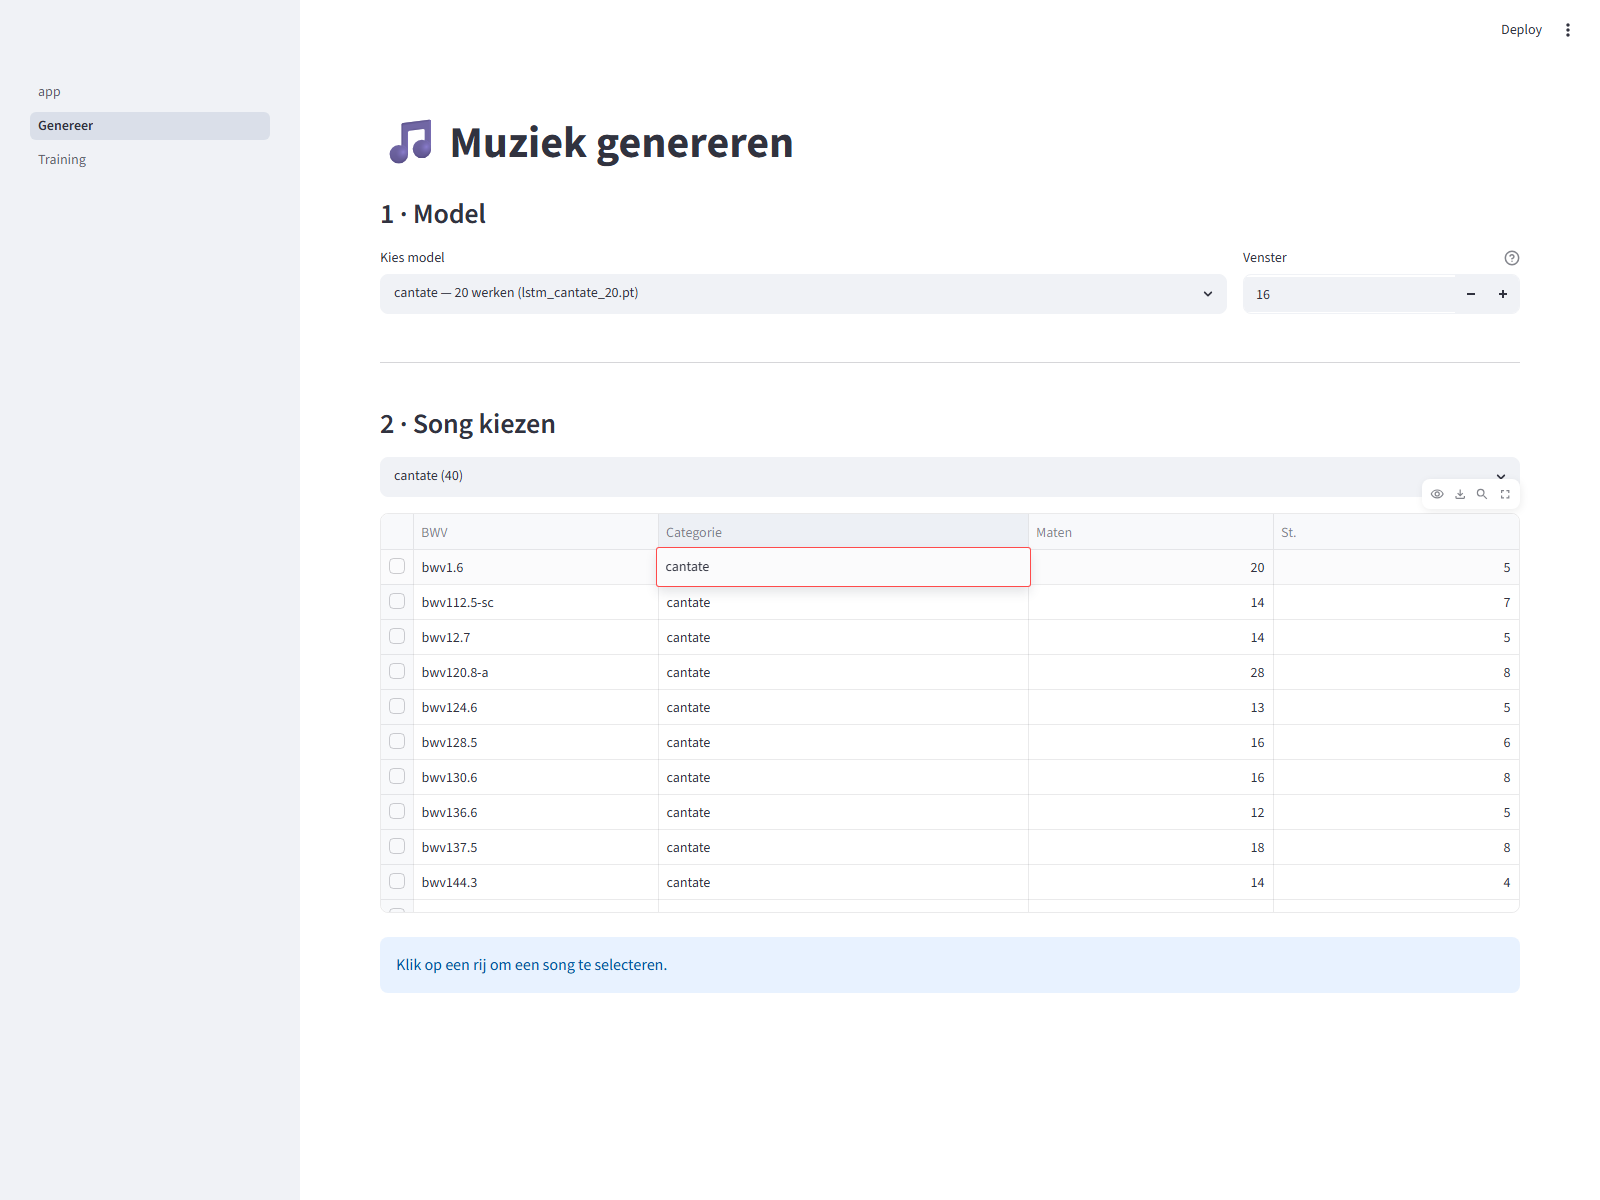 Deploy
app
Genereer
Training
Muziek genereren
1 · Model
Kies model
Venster
cantate — 20 werken (lstm_cantate_20.pt)
16
2 · Song kiezen
cantate (40)
BWV Categorie Maten St.
bwv1.6 cantate 20 5
bwv112.5-sc cantate 14 7
bwv12.7 cantate 14 5
bwv120.8-a cantate 28 8
bwv124.6 cantate 13 5
bwv128.5 cantate 16 6
bwv130.6 cantate 16 8
bwv136.6 cantate 12 5
bwv137.5 cantate 18 8
bwv144.3 cantate 14 4
Klik op een rij om een song te selecteren.